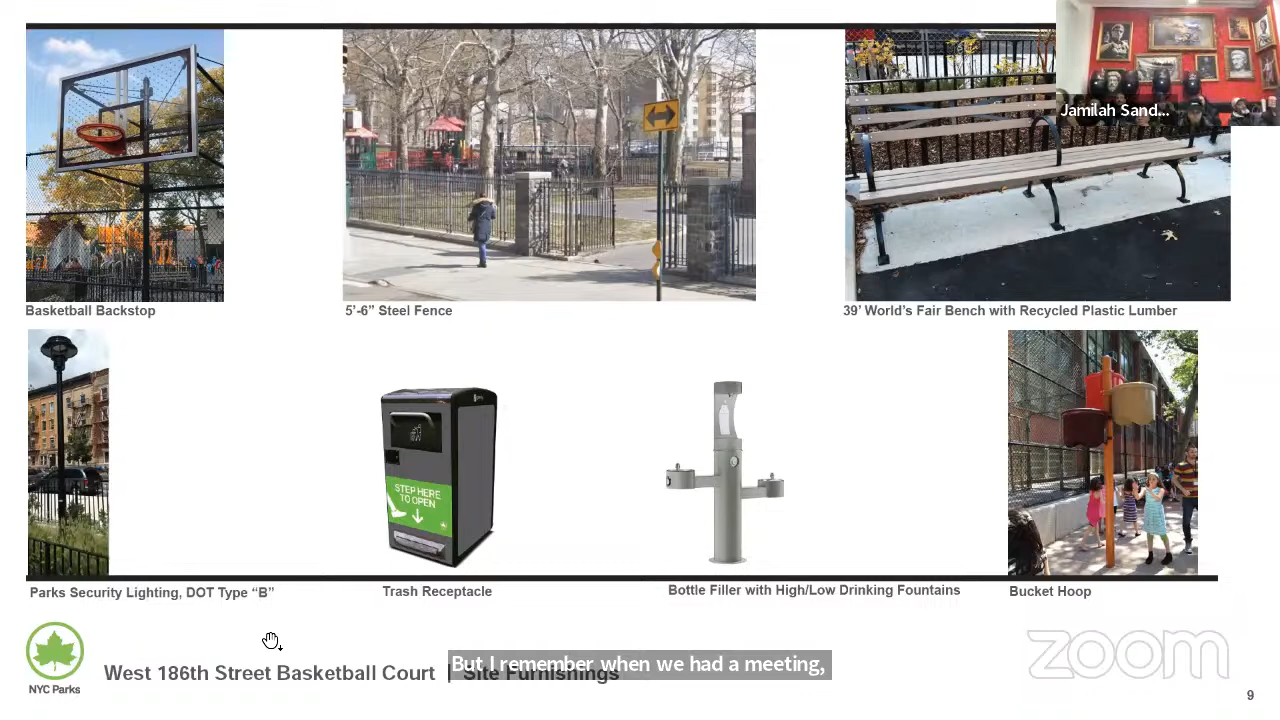 Jamilah Sand...
Basketball Backstop
5’-6” Steel Fence
39’ World’s Fair Bench with Recycled Plastic Lumber
STEP HERE
TO OPEN
Parks Security Lighting, DOT Type “B”
Trash Receptacle
Bottle Filler with High/Low Drinking Fountains
Bucket Hoop
NYC Parks
West 186th Street Basketball Court | Site Furnishings
But I remember when we had a meeting,
zoom
9